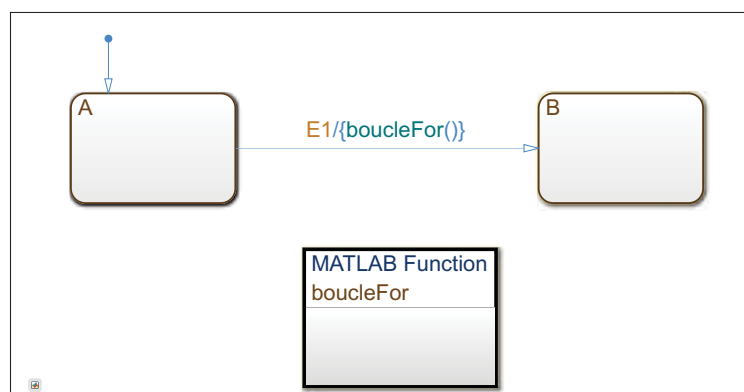 A
B
E1/{boucleFor()}
MATLAB Function
boucleFor